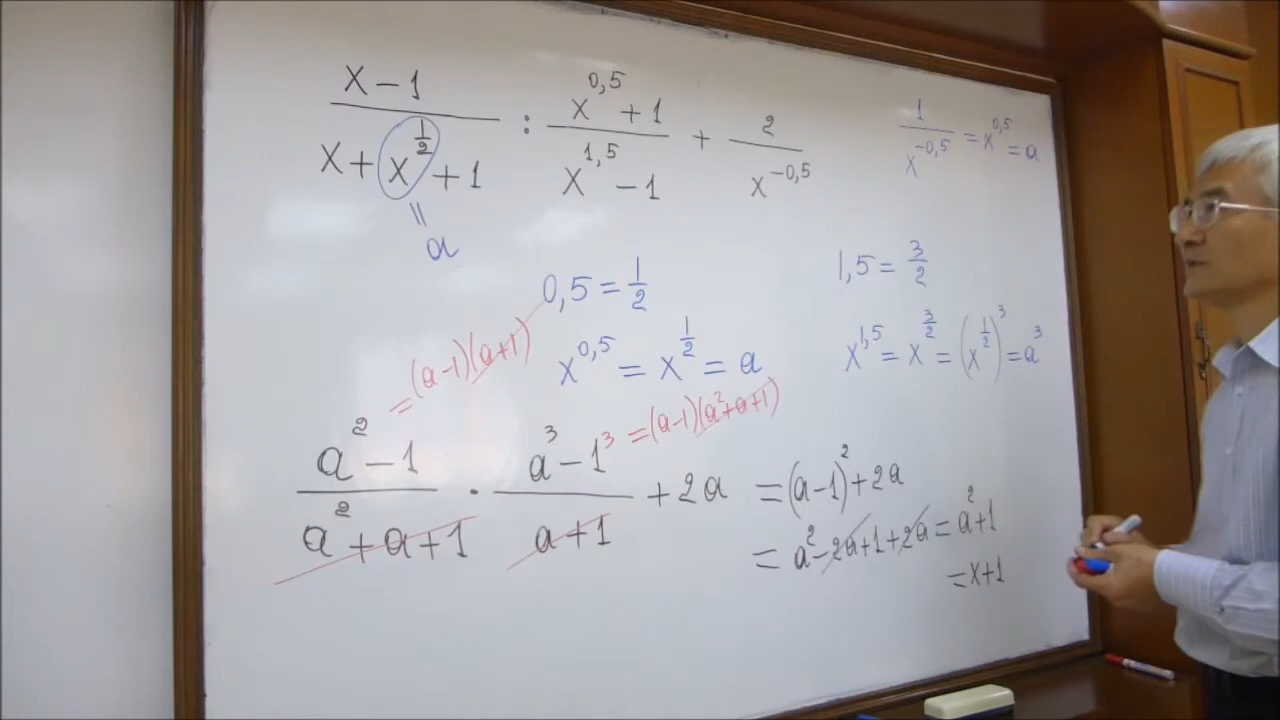 x − 1 / x + x^{1/2} + 1 : x^{0,5} + 1 / x^{1,5} − 1 + 2 / x^{−0,5}
1 / x^{−0,5} = x^{0,5} = a
= a
0,5 = 1/2
1,5 = 3/2
x^{0,5} = x^{1/2} = a
x^{1,5} = x^{3/2} = (x^{1/2})^3 = a^3
= (a−1)(a+1)
= (a−1)(a^2+a+1)
a^2 − 1 / a^2 + a + 1 · a^3 − 1^3 / a + 1 + 2a = (a−1)^2 + 2a
= a^2 − 2a + 1 + 2a = a^2 + 1
= x + 1